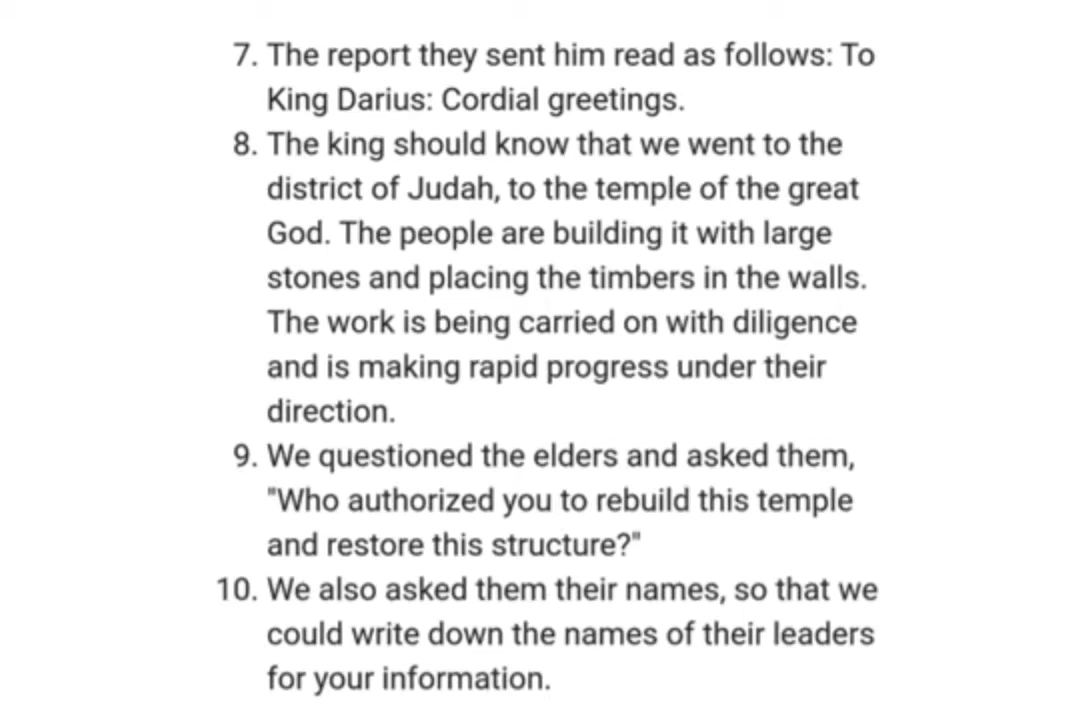 7. The report they sent him read as follows: To
King Darius: Cordial greetings.
8. The king should know that we went to the
district of Judah, to the temple of the great
God. The people are building it with large
stones and placing the timbers in the walls.
The work is being carried on with diligence
and is making rapid progress under their
direction.
9. We questioned the elders and asked them,
"Who authorized you to rebuild this temple
and restore this structure?"
10. We also asked them their names, so that we
could write down the names of their leaders
for your information.